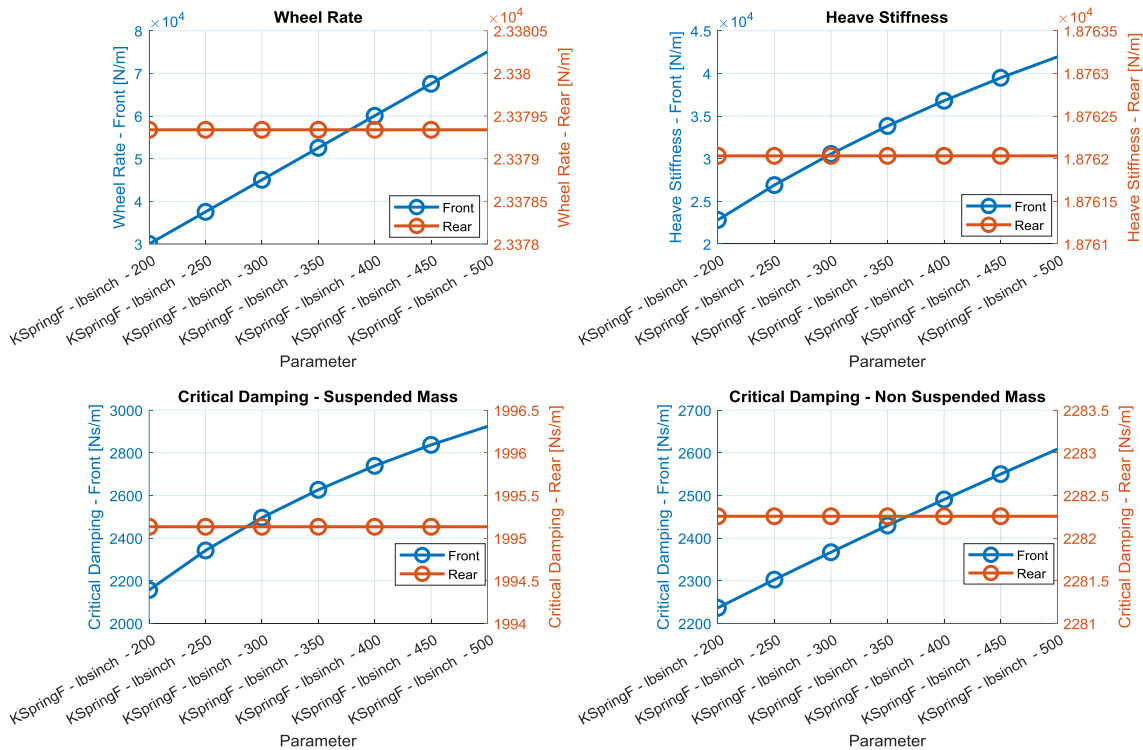 Wheel Rate
×10⁴
×10⁴
Wheel Rate - Front [N/m]
8
7
6
5
4
3
2.33805
2.338
2.33795
2.3379
2.33785
2.3378
Wheel Rate - Rear [N/m]
Front
Rear
KSpringF - lbsinch - 200
KSpringF - lbsinch - 250
KSpringF - lbsinch - 300
KSpringF - lbsinch - 350
KSpringF - lbsinch - 400
KSpringF - lbsinch - 450
KSpringF - lbsinch - 500
Parameter
Heave Stiffness
×10⁴
×10⁴
Heave Stiffness - Front [N/m]
4.5
4
3.5
3
2.5
2
1.87635
1.8763
1.87625
1.8762
1.87615
1.8761
Heave Stiffness - Rear [N/m]
Front
Rear
KSpringF - lbsinch - 200
KSpringF - lbsinch - 250
KSpringF - lbsinch - 300
KSpringF - lbsinch - 350
KSpringF - lbsinch - 400
KSpringF - lbsinch - 450
KSpringF - lbsinch - 500
Parameter
Critical Damping - Suspended Mass
Critical Damping - Front [Ns/m]
3000
2800
2600
2400
2200
2000
1996.5
1996
1995.5
1995
1994.5
1994
Critical Damping - Rear [Ns/m]
Front
Rear
KSpringF - lbsinch - 200
KSpringF - lbsinch - 250
KSpringF - lbsinch - 300
KSpringF - lbsinch - 350
KSpringF - lbsinch - 400
KSpringF - lbsinch - 450
KSpringF - lbsinch - 500
Parameter
Critical Damping - Non Suspended Mass
Critical Damping - Front [Ns/m]
2700
2600
2500
2400
2300
2200
2283.5
2283
2282.5
2282
2281.5
2281
Critical Damping - Rear [Ns/m]
Front
Rear
KSpringF - lbsinch - 200
KSpringF - lbsinch - 250
KSpringF - lbsinch - 300
KSpringF - lbsinch - 350
KSpringF - lbsinch - 400
KSpringF - lbsinch - 450
KSpringF - lbsinch - 500
Parameter